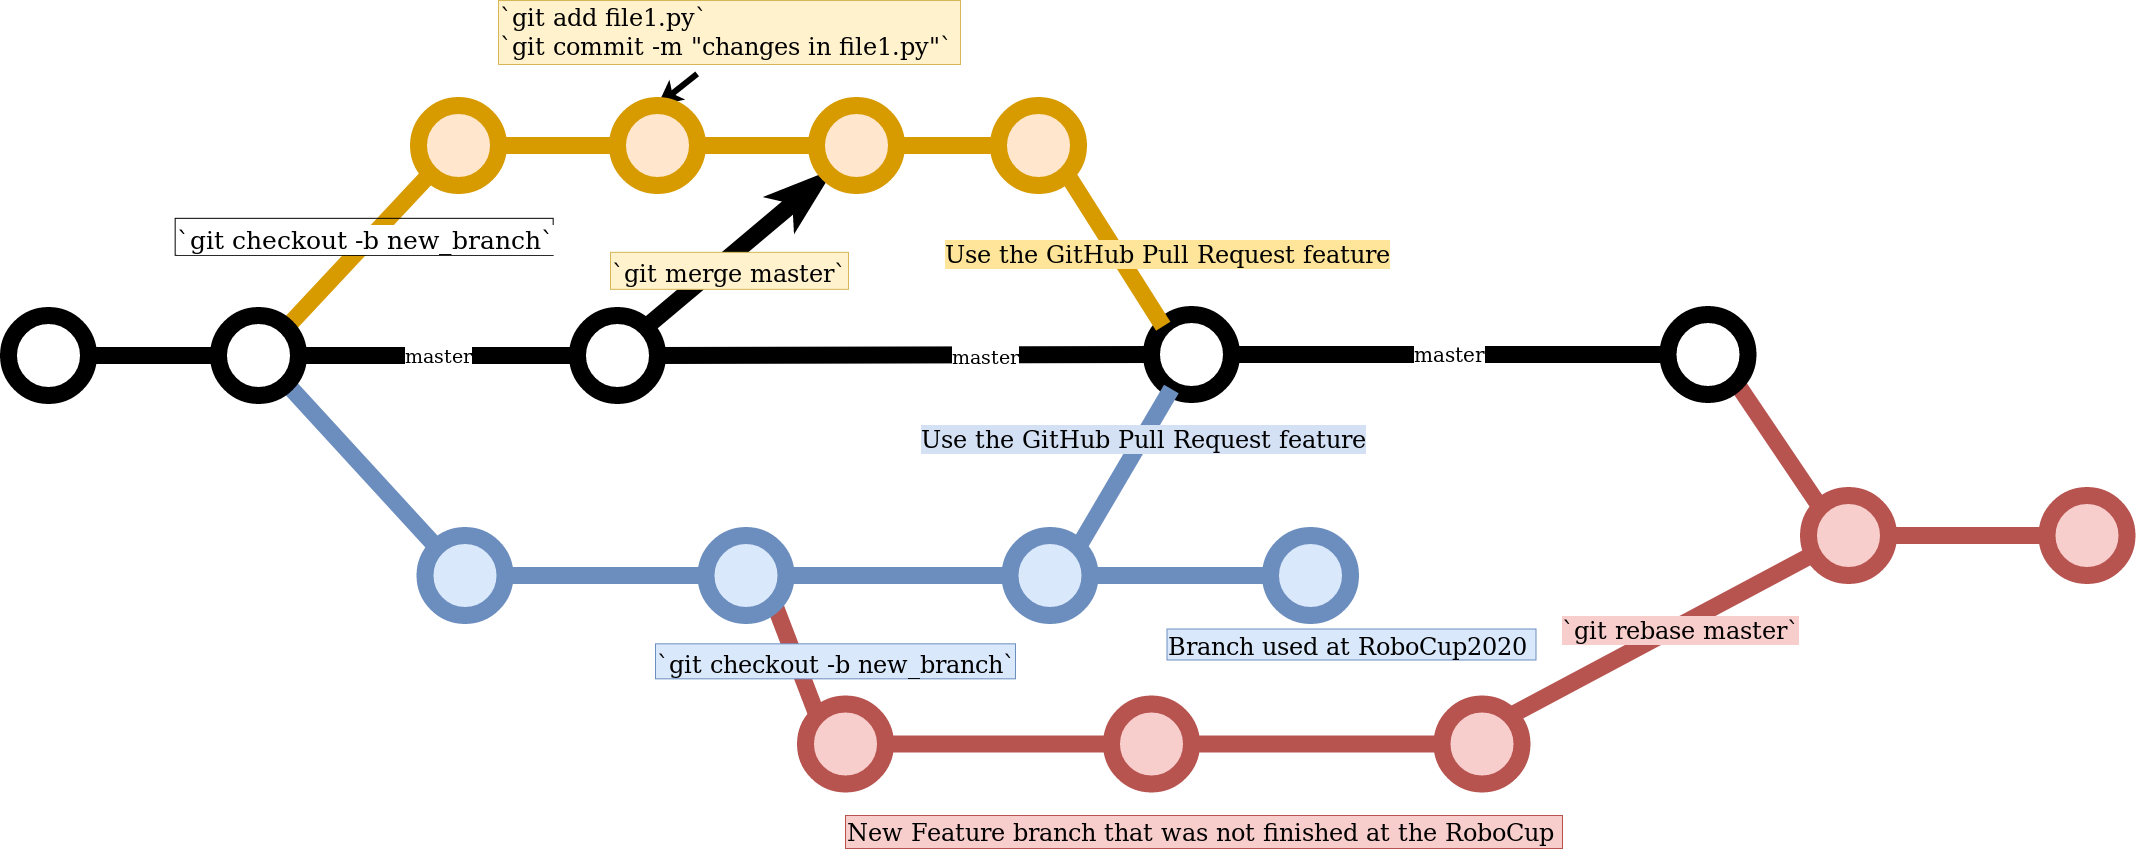 `git add file1.py`
`git commit -m "changes in file1.py"`
`git checkout -b new_branch`
`git merge master`
Use the GitHub Pull Request feature
master
master
master
Use the GitHub Pull Request feature
`git checkout -b new_branch`
Branch used at RoboCup2020
`git rebase master`
New Feature branch that was not finished at the RoboCup